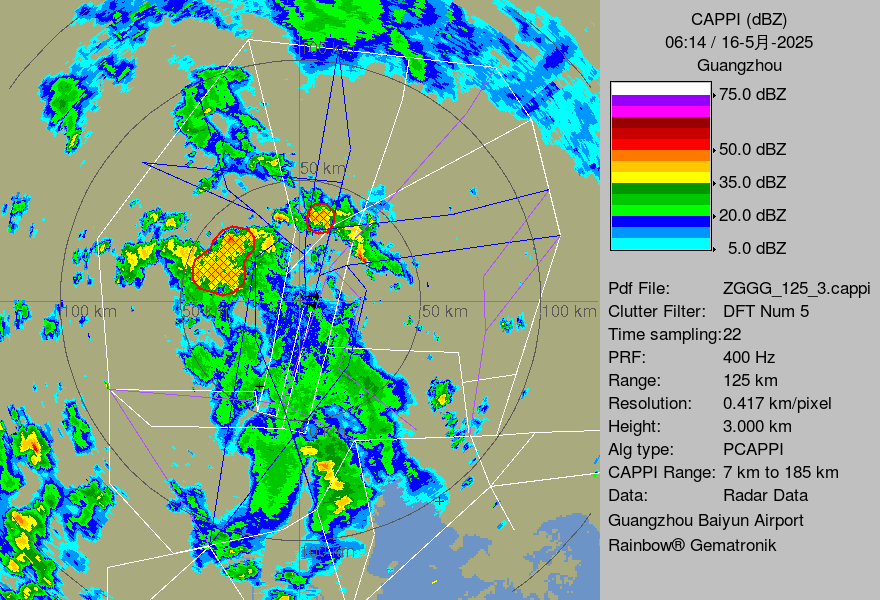 CAPPI (dBZ)
06:14 / 16-5月-2025
Guangzhou
75.0 dBZ
50.0 dBZ
35.0 dBZ
20.0 dBZ
5.0 dBZ
50 km
100 km
50 km
100 km
Pdf File: ZGGG_125_3.cappi
Clutter Filter: DFT Num 5
Time sampling:22
PRF: 400 Hz
Range: 125 km
Resolution: 0.417 km/pixel
Height: 3.000 km
Alg type: PCAPPI
CAPPI Range: 7 km to 185 km
Data: Radar Data
Guangzhou Baiyun Airport
Rainbow® Gematronik